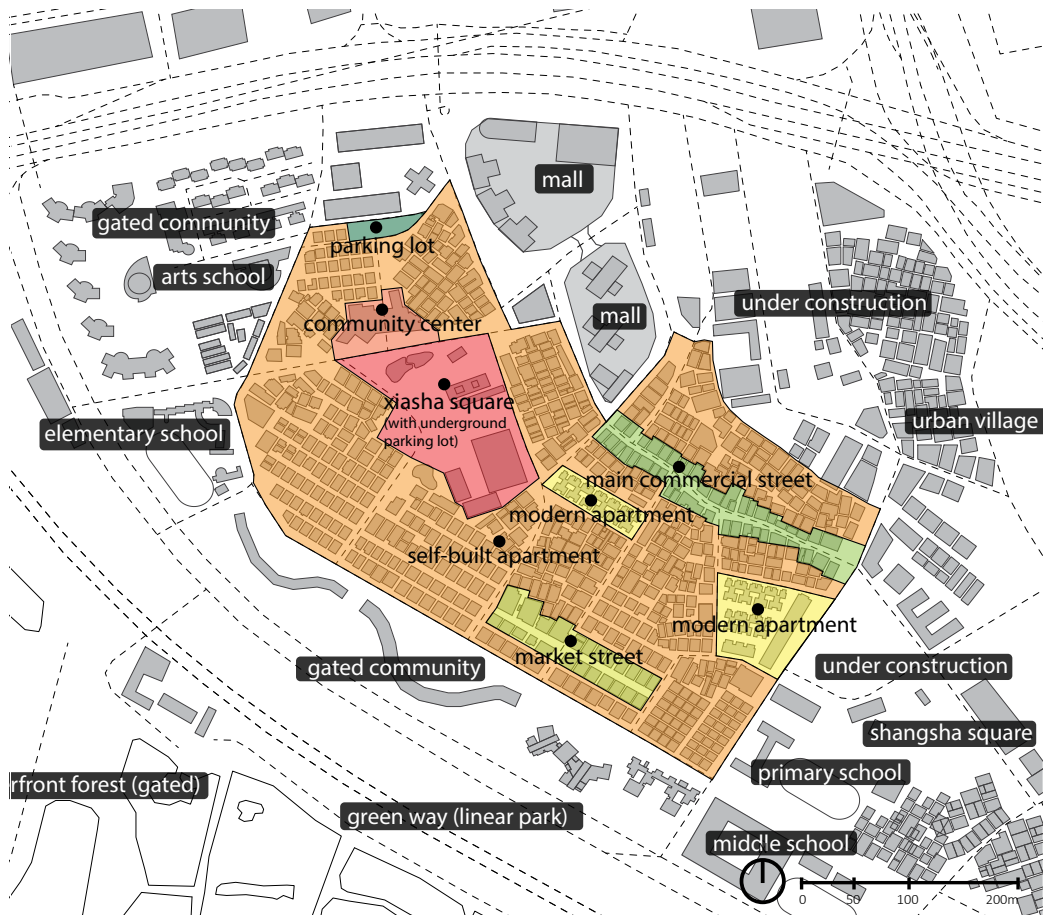 mall
gated community
parking lot
arts school
under construction
community center
mall
xiasha square
(with underground
parking lot)
urban village
elementary school
main commercial street
modern apartment
self-built apartment
modern apartment
market street
gated community
under construction
shangsha square
primary school
rfront forest (gated)
green way (linear park)
middle school
0 50 100 200m